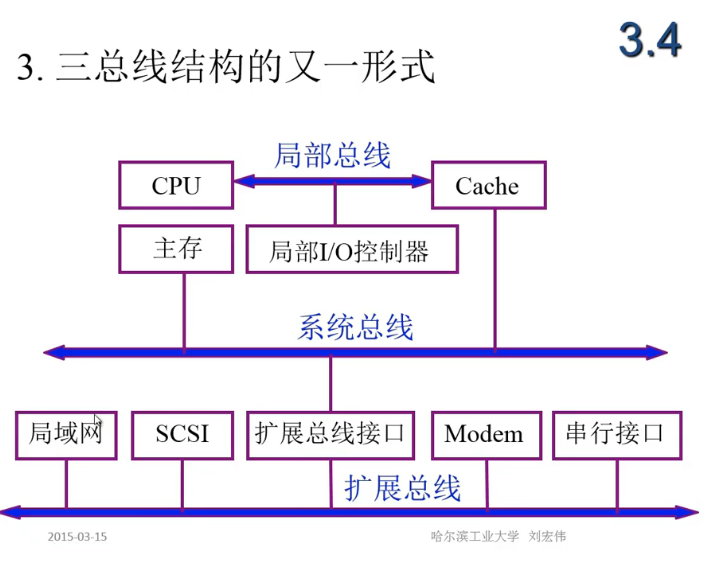 3.4
3. 三总线结构的又一形式
局部总线
CPU
Cache
主存
局部I/O控制器
系统总线
局域网
SCSI
扩展总线接口
Modem
串行接口
扩展总线
2015-03-15
哈尔滨工业大学 刘宏伟